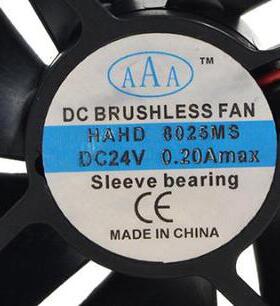 AAA ™
DC BRUSHLESS FAN
HAHD 8025MS
DC24V 0.20Amax
Sleeve bearing
CE
MADE IN CHINA